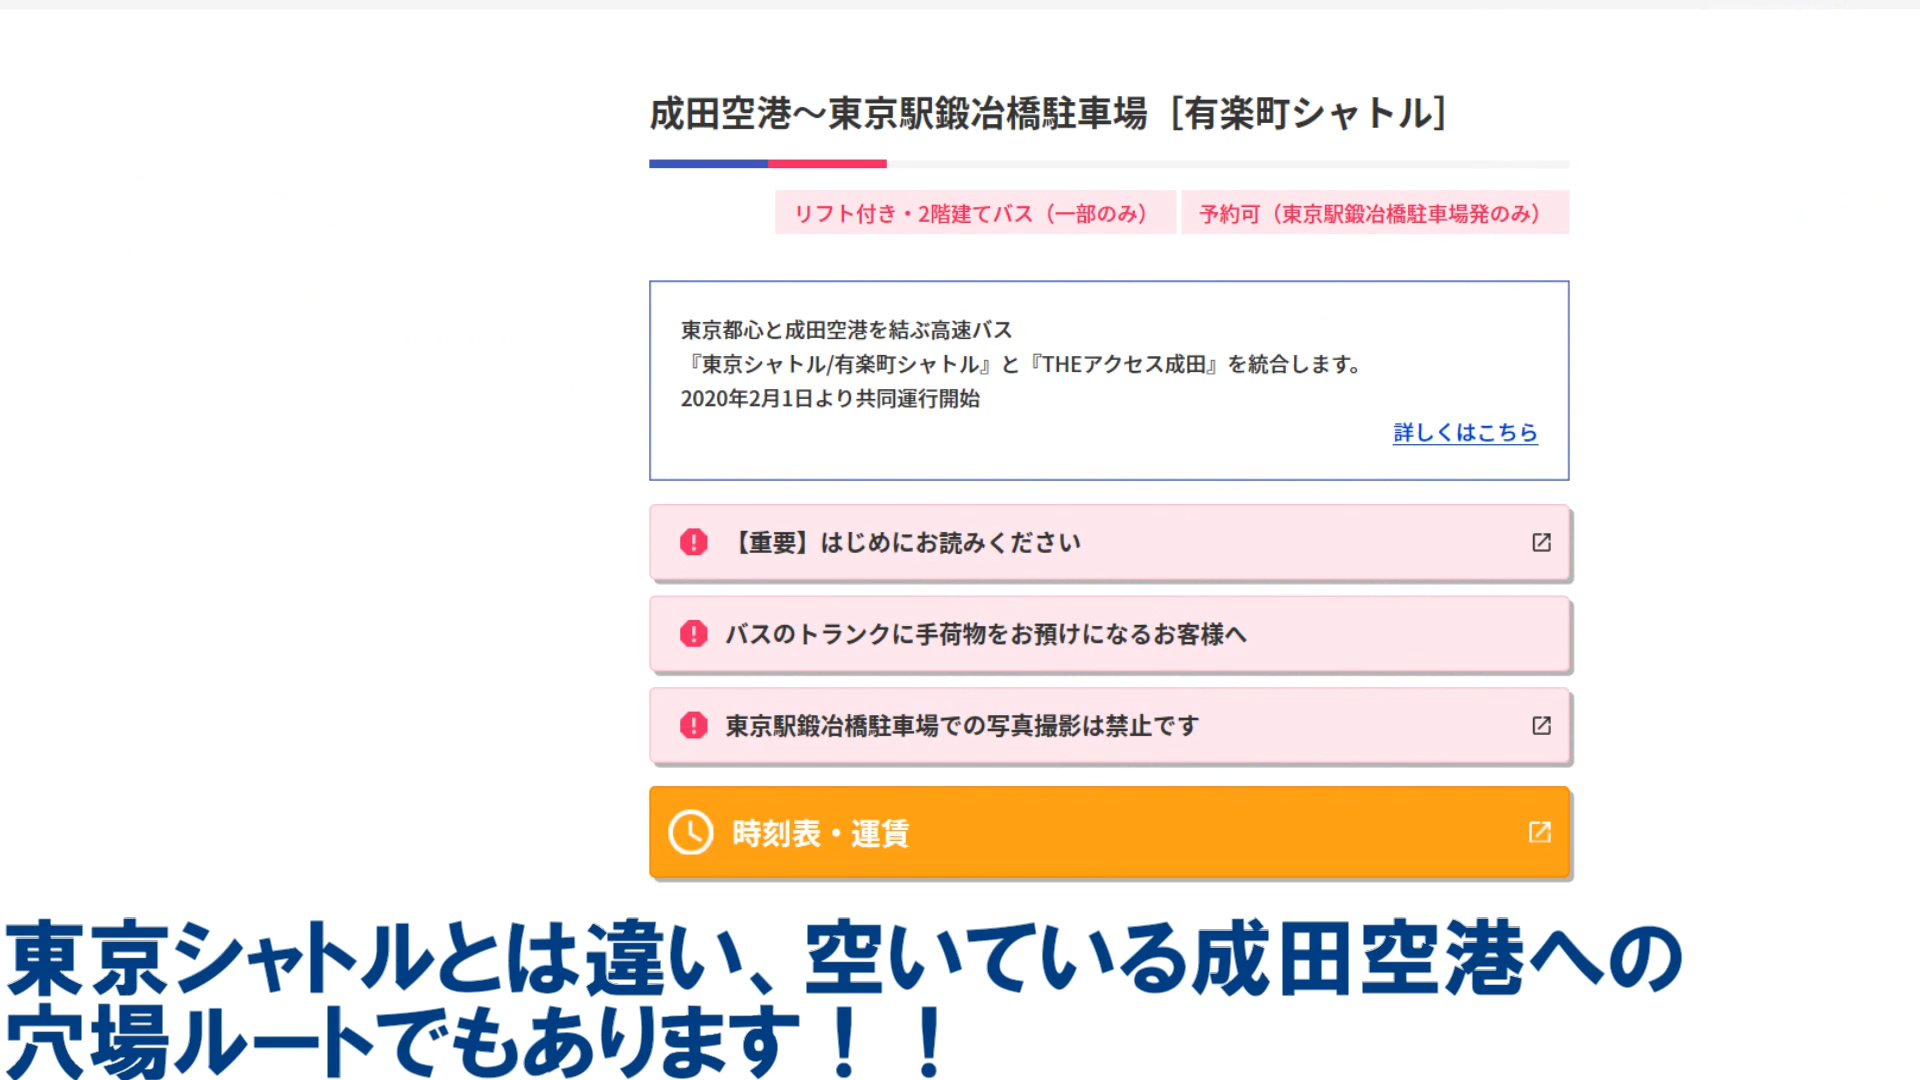 成田空港～東京駅鍛冶橋駐車場［有楽町シャトル］
リフト付き・2階建てバス（一部のみ） 予約可（東京駅鍛冶橋駐車場発のみ）
東京都心と成田空港を結ぶ高速バス
『東京シャトル/有楽町シャトル』と『THEアクセス成田』を統合します。
2020年2月1日より共同運行開始
詳しくはこちら
【重要】はじめにお読みください
バスのトランクに手荷物をお預けになるお客様へ
東京駅鍛冶橋駐車場での写真撮影は禁止です
時刻表・運賃
東京シャトルとは違い、空いている成田空港への
穴場ルートでもあります！！